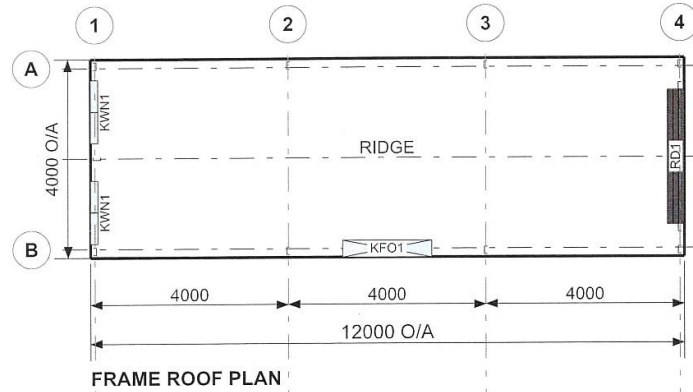 1 2 3 4
A
KWN1
4000 O/A
RIDGE
RD1
KWN1
B
KFO1
4000 4000 4000
12000 O/A
FRAME ROOF PLAN